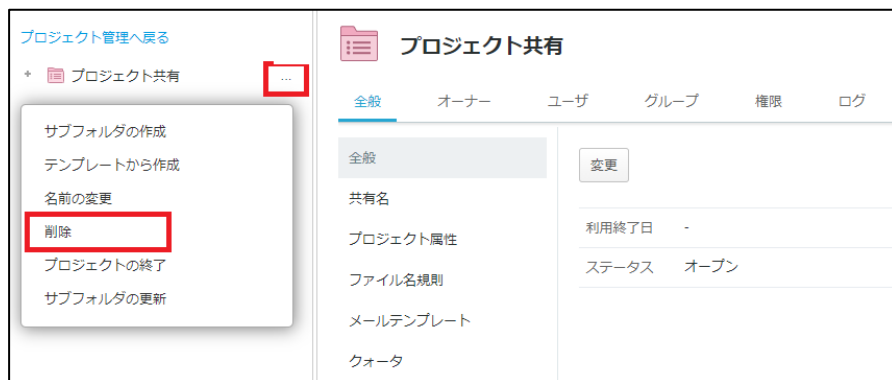 プロジェクト管理へ戻る
+ プロジェクト共有 ...
サブフォルダの作成
テンプレートから作成
名前の変更
削除
プロジェクトの終了
サブフォルダの更新
プロジェクト共有
全般 オーナー ユーザ グループ 権限 ログ
全般
共有名
プロジェクト属性
ファイル名規則
メールテンプレート
クォータ
変更
利用終了日 -
ステータス オープン